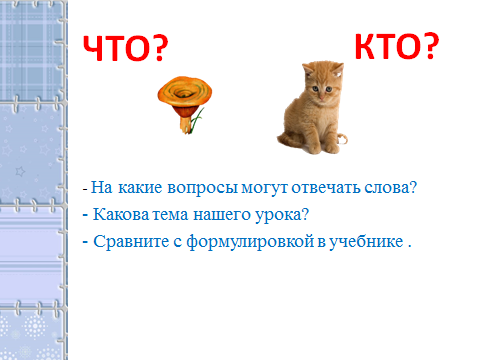 ЧТО?
КТО?
- На какие вопросы могут отвечать слова?
- Какова тема нашего урока?
- Сравните с формулировкой в учебнике .